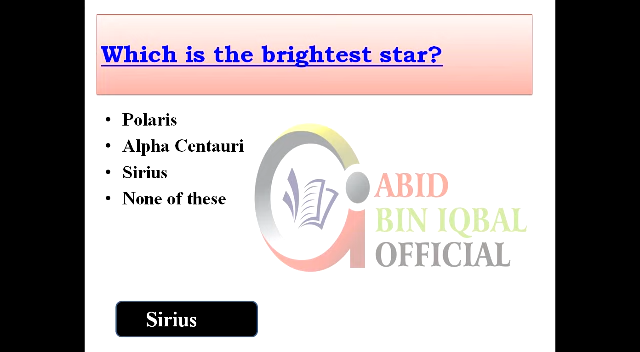 Which is the brightest star?
• Polaris
• Alpha Centauri
• Sirius
• None of these
ABID
BIN IQBAL
OFFICIAL
Sirius